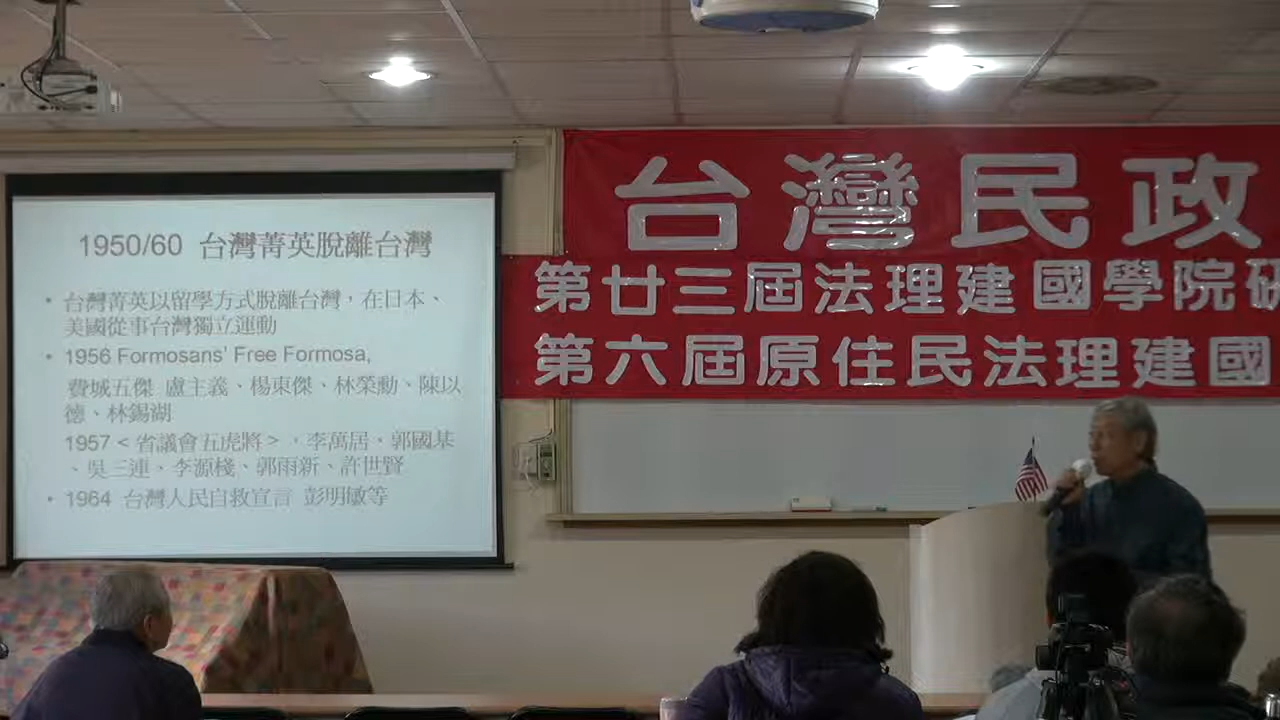 1950/60 台灣菁英脫離台灣
• 台灣菁英以留學方式脫離台灣，在日本、
美國從事台灣獨立運動
• 1956 Formosans' Free Formosa,
費城五傑 盧主義、楊東傑、林榮勳、陳以
德、林錫湖
1957 < 省議會五虎將 > ，李萬居、郭國基
、吳三連、李源棧、郭雨新、許世賢
• 1964 台灣人民自救宣言 彭明敏等
台灣民政
第廿三屆法理建國學院研
第六屆原住民法理建國